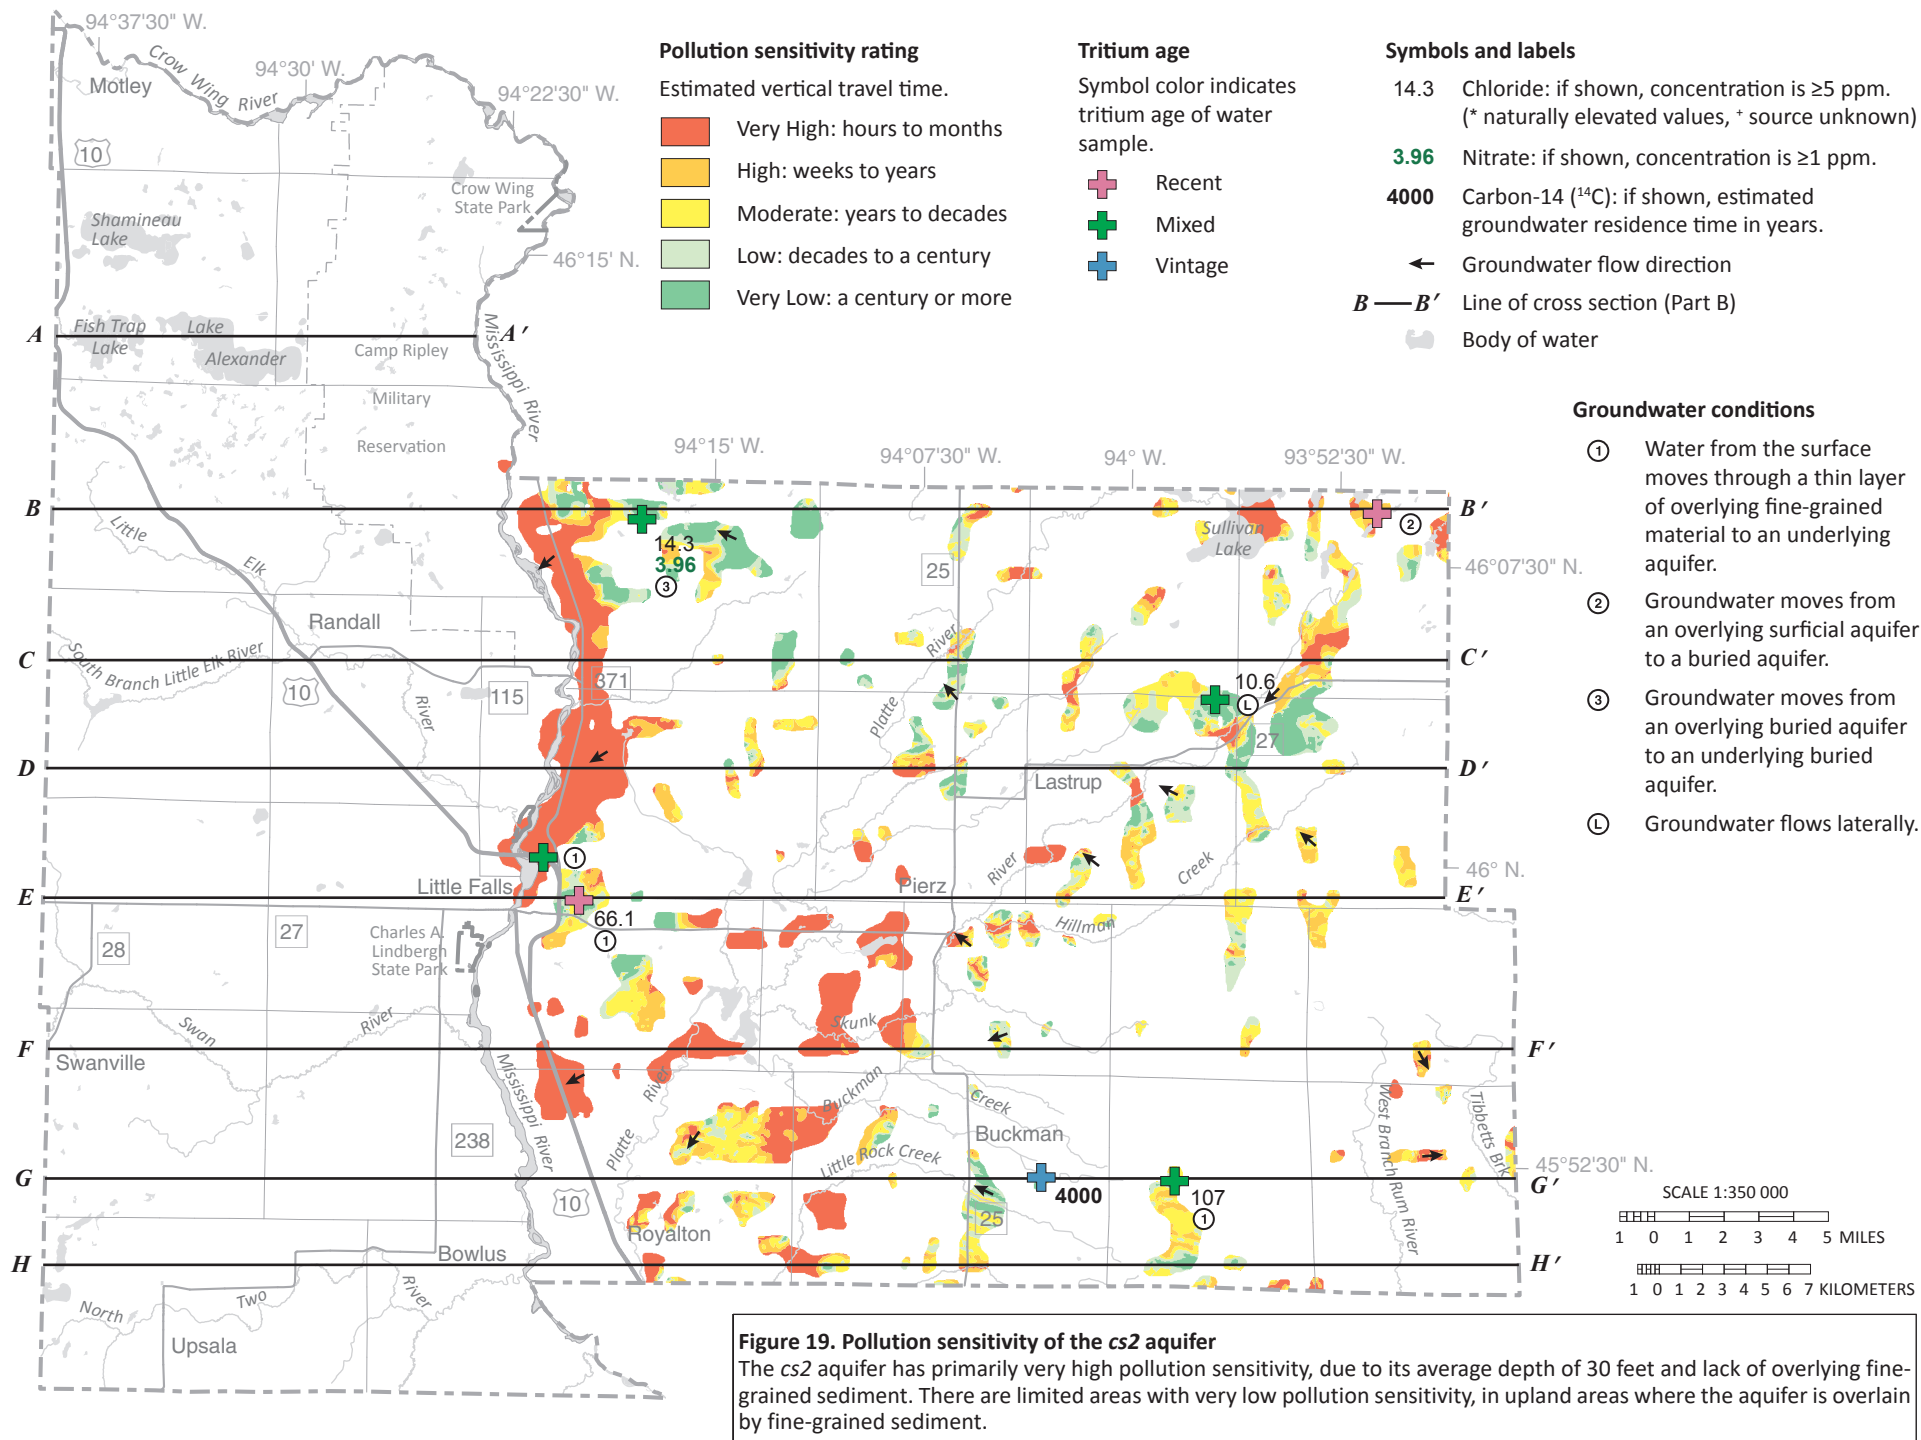 94°37'30" W.
94°30' W.
94°22'30" W.
Motley
Crow Wing River
10
Crow Wing
State Park
Shamineau
Lake
46°15' N.
A
Fish Trap
Lake
Lake
Alexander
A′
Camp Ripley
Military
Reservation
Mississippi River
Pollution sensitivity rating
Estimated vertical travel time.
Very High: hours to months
High: weeks to years
Moderate: years to decades
Low: decades to a century
Very Low: a century or more
Tritium age
Symbol color indicates
tritium age of water
sample.
Recent
Mixed
Vintage
Symbols and labels
14.3 Chloride: if shown, concentration is ≥5 ppm.
(* naturally elevated values, + source unknown)
3.96 Nitrate: if shown, concentration is ≥1 ppm.
4000 Carbon-14 (14C): if shown, estimated
groundwater residence time in years.
Groundwater flow direction
B — B′ Line of cross section (Part B)
Body of water
Groundwater conditions
1 Water from the surface
moves through a thin layer
of overlying fine-grained
material to an underlying
aquifer.
2 Groundwater moves from
an overlying surficial aquifer
to a buried aquifer.
3 Groundwater moves from
an overlying buried aquifer
to an underlying buried
aquifer.
L Groundwater flows laterally.
94°15' W.
94°07'30" W.
94° W.
93°52'30" W.
B
B′
Little
Elk
River
14.3
3.96
3
25
Sullivan
Lake
2
46°07'30" N.
Randall
C
South Branch Little Elk River
10
115
371
River
Platte
C′
10.6
L
27
D
D′
Lastrup
1
Little Falls
Pierz
River
Creek
46° N.
E
E′
28
27
Charles A.
Lindbergh
State Park
66.1
1
Hillman
Swan
River
Skunk
F
F′
Swanville
Mississippi River
River
Platte
Buckman
Creek
Buckman
238
Little Rock Creek
West Branch Rum River
Tibbetts Brk
45°52'30" N.
G
G′
4000
107
1
10
Royalton
25
Bowlus
H
H′
North
Two
River
Upsala
SCALE 1:350 000
1 0 1 2 3 4 5 MILES
1 0 1 2 3 4 5 6 7 KILOMETERS
Figure 19. Pollution sensitivity of the cs2 aquifer
The cs2 aquifer has primarily very high pollution sensitivity, due to its average depth of 30 feet and lack of overlying fine-
grained sediment. There are limited areas with very low pollution sensitivity, in upland areas where the aquifer is overlain
by fine-grained sediment.